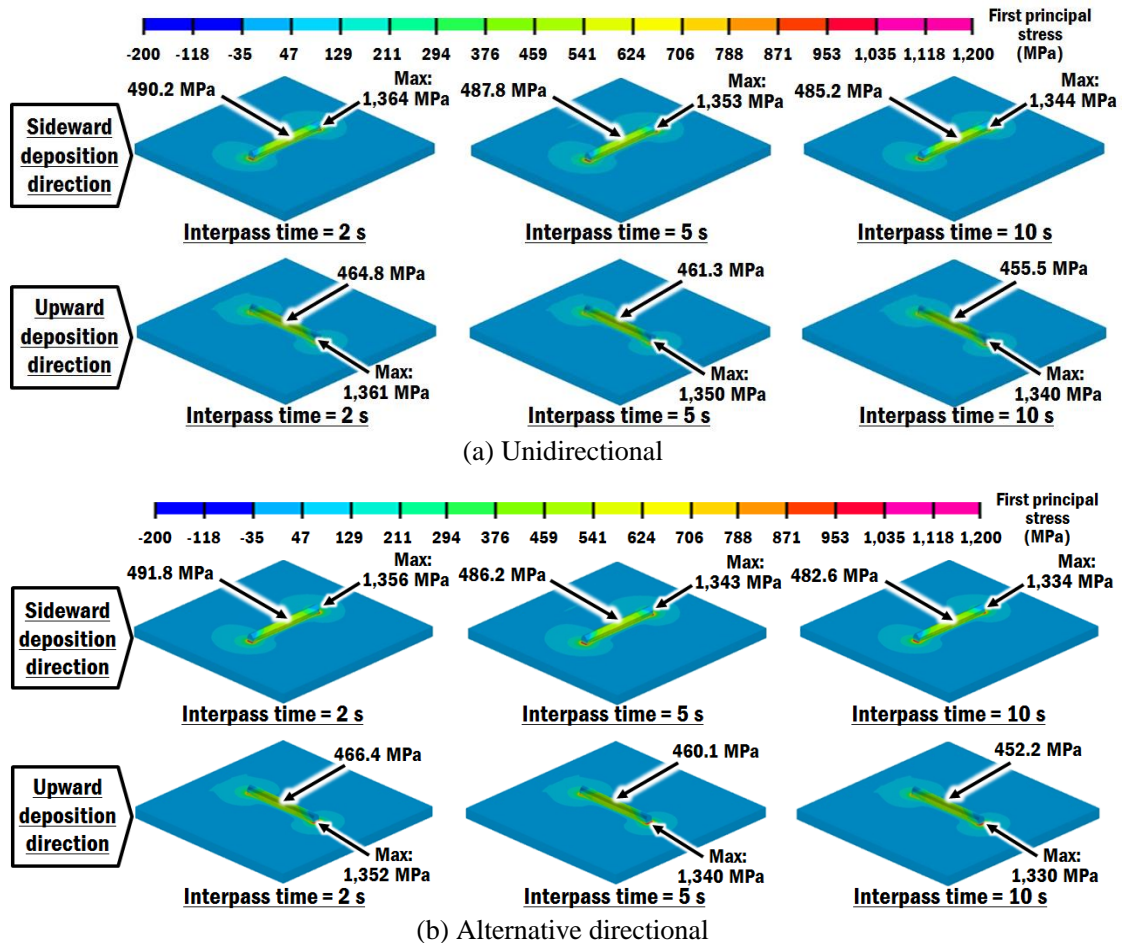 First principal
stress
(MPa)
-200 -118 -35 47 129 211 294 376 459 541 624 706 788 871 953 1,035 1,118 1,200
Sideward
deposition
direction
490.2 MPa
Max:
1,364 MPa
Interpass time = 2 s
487.8 MPa
Max:
1,353 MPa
Interpass time = 5 s
485.2 MPa
Max:
1,344 MPa
Interpass time = 10 s
Upward
deposition
direction
464.8 MPa
Max:
1,361 MPa
Interpass time = 2 s
461.3 MPa
Max:
1,350 MPa
Interpass time = 5 s
455.5 MPa
Max:
1,340 MPa
Interpass time = 10 s
(a) Unidirectional
First principal
stress
(MPa)
-200 -118 -35 47 129 211 294 376 459 541 624 706 788 871 953 1,035 1,118 1,200
Sideward
deposition
direction
491.8 MPa
Max:
1,356 MPa
Interpass time = 2 s
486.2 MPa
Max:
1,343 MPa
Interpass time = 5 s
482.6 MPa
Max:
1,334 MPa
Interpass time = 10 s
Upward
deposition
direction
466.4 MPa
Max:
1,352 MPa
Interpass time = 2 s
460.1 MPa
Max:
1,340 MPa
Interpass time = 5 s
452.2 MPa
Max:
1,330 MPa
Interpass time = 10 s
(b) Alternative directional